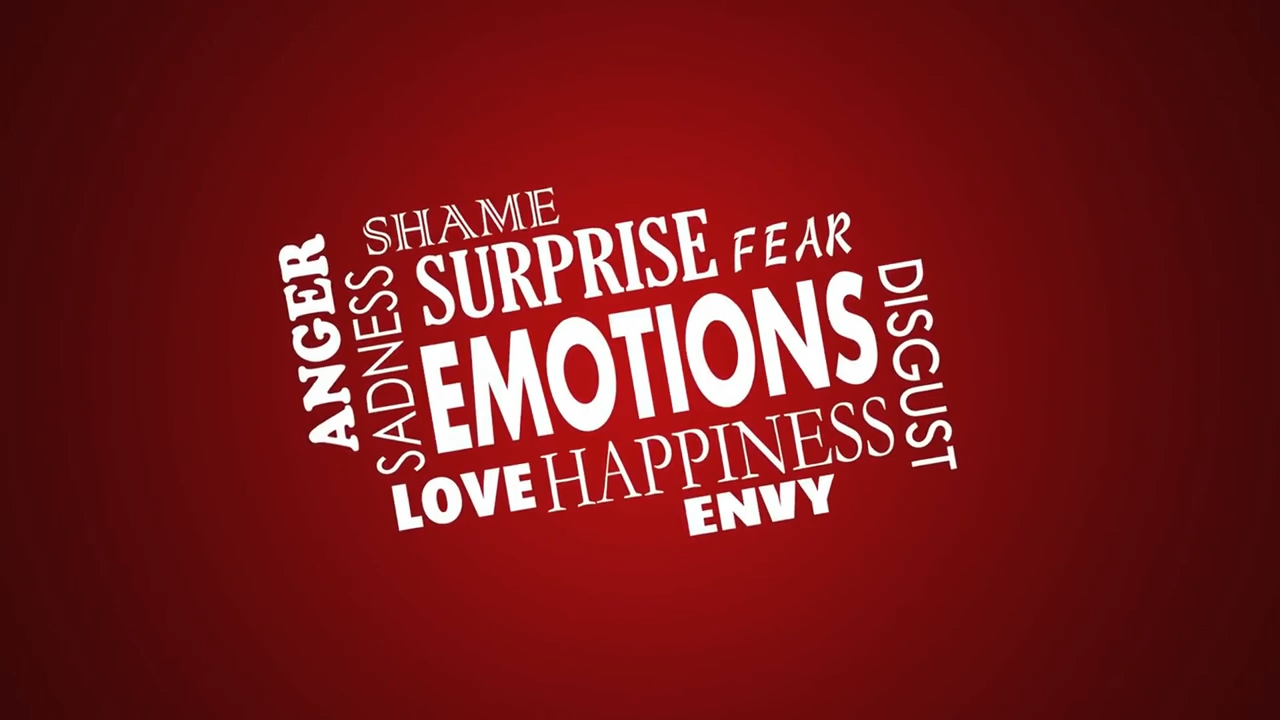 SHAME
ANGER
SADNESS
SURPRISE
FEAR
EMOTIONS
DISGUST
LOVE
HAPPINESS
ENVY